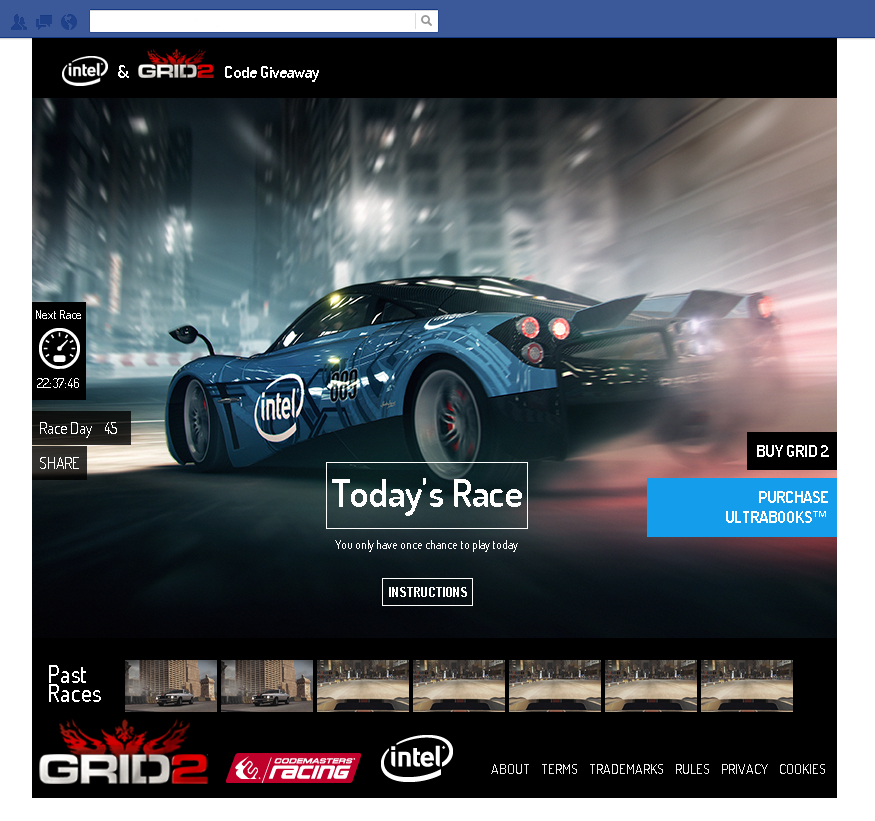 intel & GRID2 Code Giveaway
Next Race
22:37:46
Race Day 45
SHARE
intel
BUY GRID 2
PURCHASE
ULTRABOOKS™
Today's Race
You only have once chance to play today
INSTRUCTIONS
Past
Races
GRID2
CODEMASTERS
racing
intel
ABOUT TERMS TRADEMARKS RULES PRIVACY COOKIES